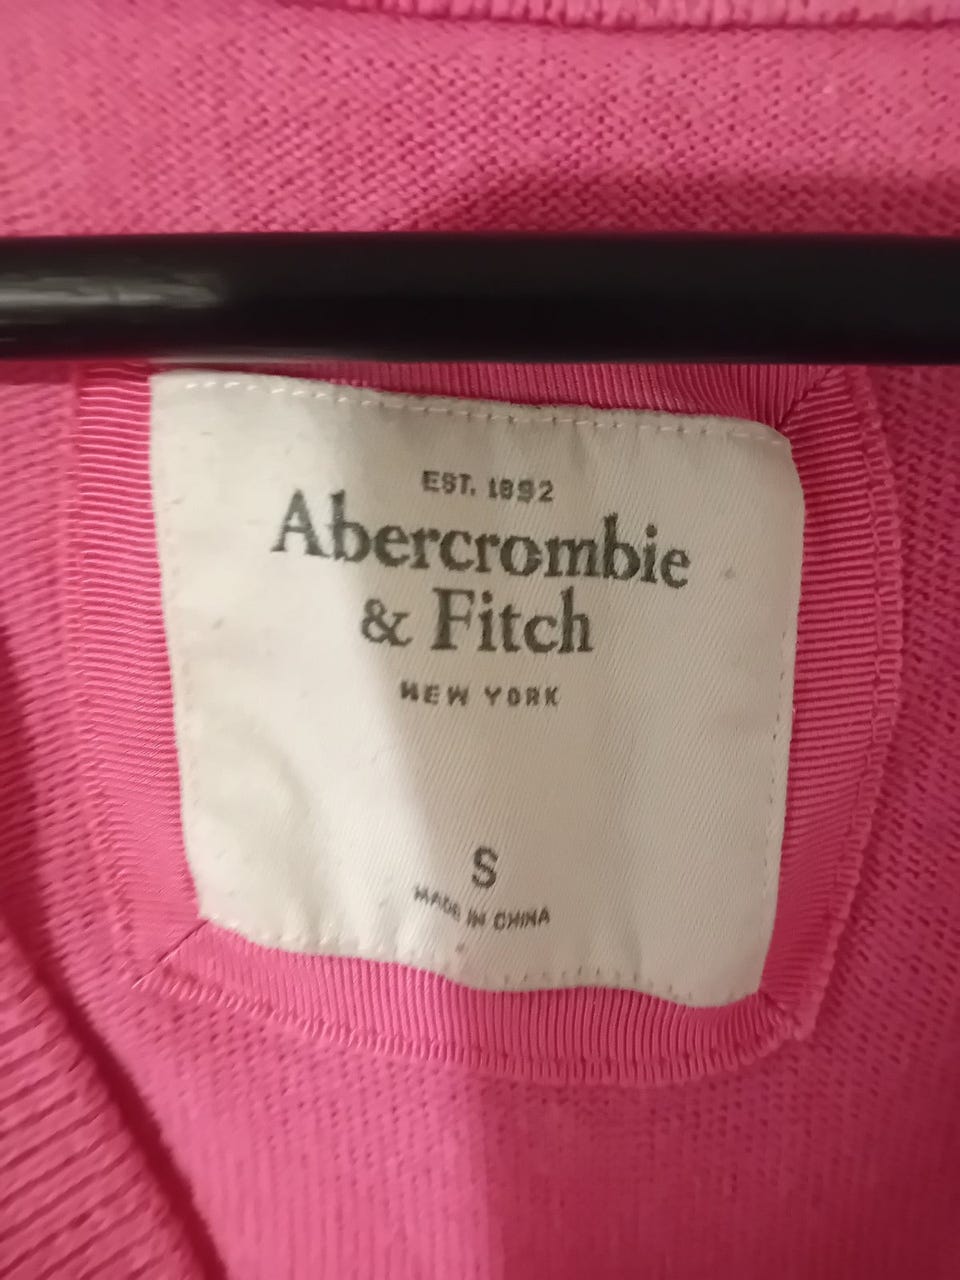 EST. 1892
Abercrombie
& Fitch
NEW YORK
S
MADE IN CHINA